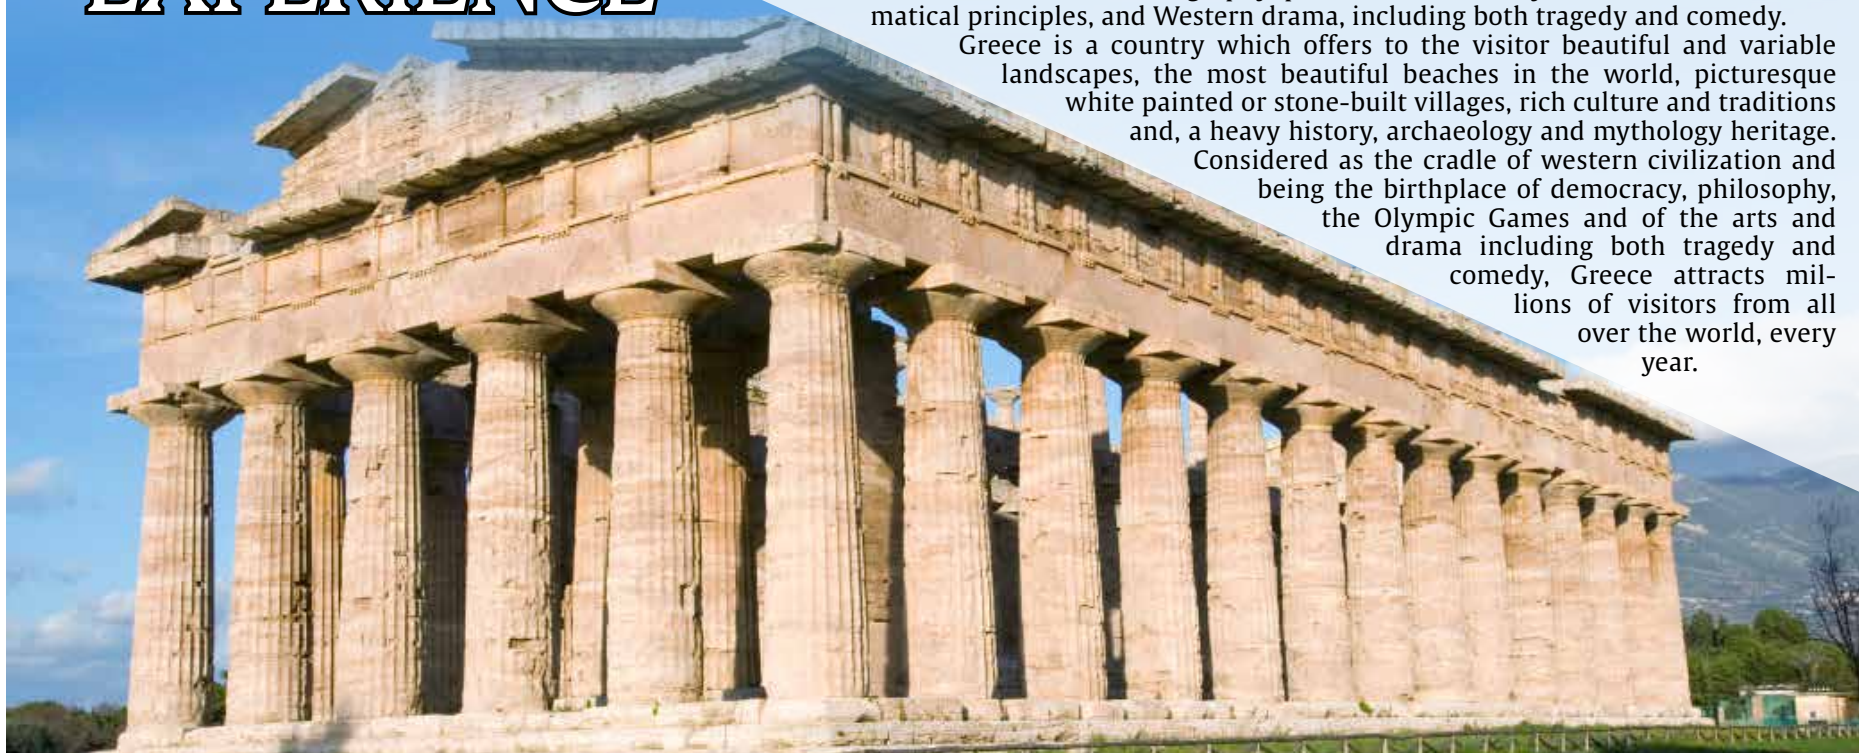 EXPERIENCE
matical principles, and Western drama, including both tragedy and comedy.
Greece is a country which offers to the visitor beautiful and variable
landscapes, the most beautiful beaches in the world, picturesque
white painted or stone-built villages, rich culture and traditions
and, a heavy history, archaeology and mythology heritage.
Considered as the cradle of western civilization and
being the birthplace of democracy, philosophy,
the Olympic Games and of the arts and
drama including both tragedy and
comedy, Greece attracts mil-
lions of visitors from all
over the world, every
year.